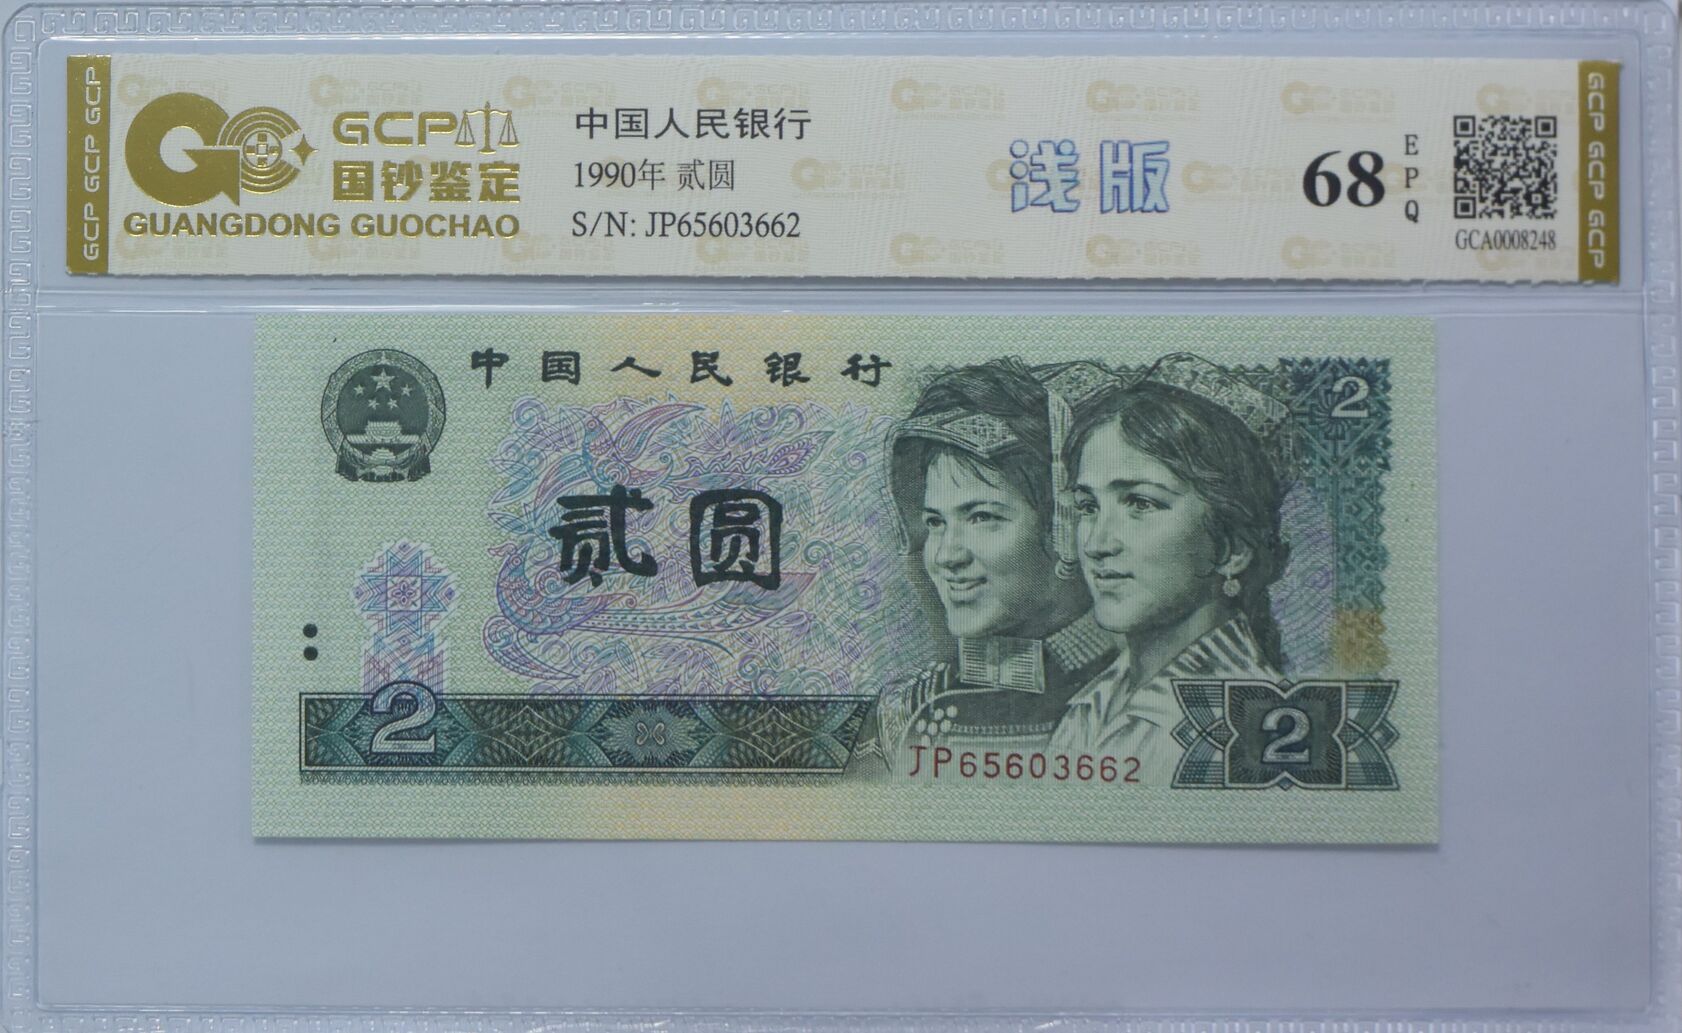 GCP GCP GCP
GCP
国钞鉴定
GUANGDONG GUOCHAO
中国人民银行
1990年 贰圆
S/N: JP65603662
浅版
68
EPQ
GCA0008248
GCP GCP GCP
中国人民银行
2
贰圆
2
JP65603662
2